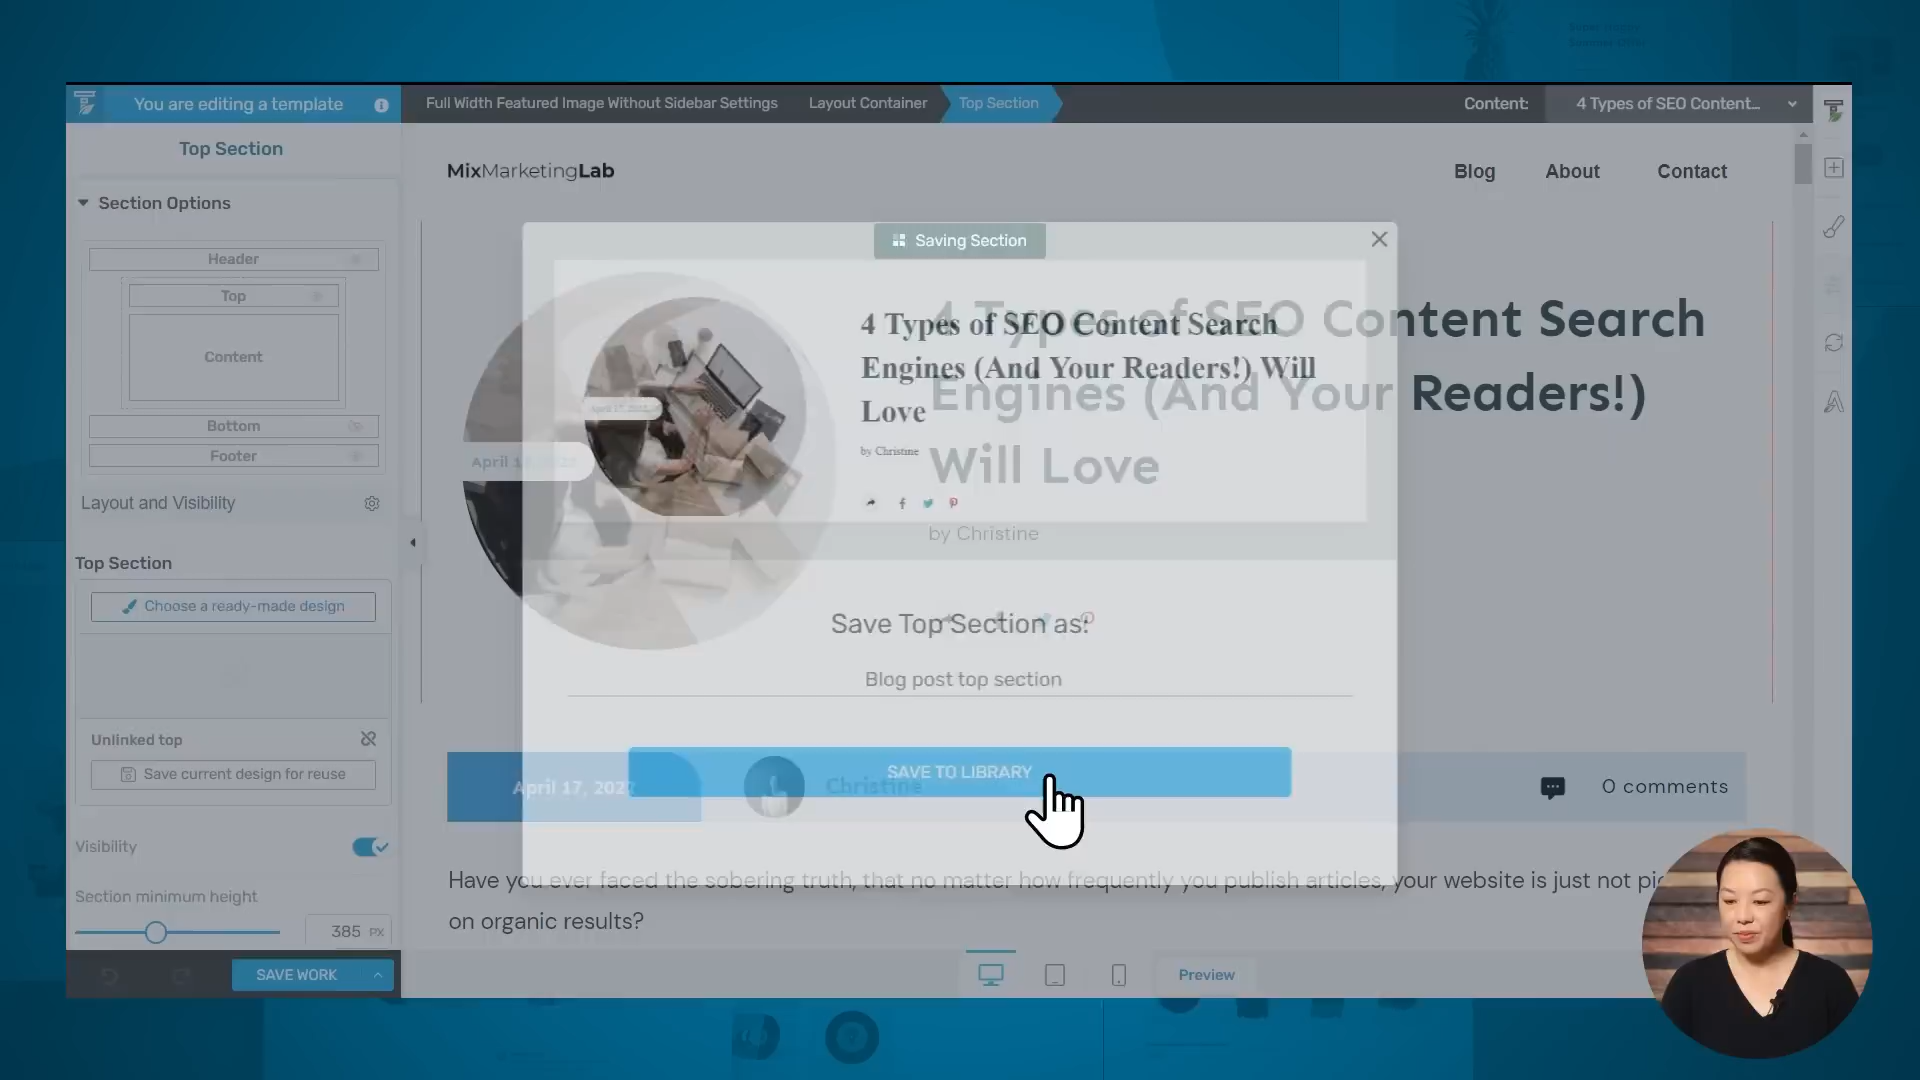 You are editing a template
Full Width Featured Image Without Sidebar Settings
Layout Container
Top Section
Content:
4 Types of SEO Content...
Top Section
Section Options
Header
Top
Content
Bottom
Footer
Layout and Visibility
Top Section
Choose a ready-made design
Unlinked top
Save current design for reuse
Visibility
Section minimum height
385 PX
SAVE WORK
MixMarketingLab
Blog
About
Contact
Saving Section
4 Types of SEO Content Search
Engines (And Your Readers!) Will
Love
by Christine
4 Types of SEO Content Search
Engines (And Your Readers!)
Will Love
by Christine
Save Top Section as:
Blog post top section
SAVE TO LIBRARY
April 17, 2022
Christine
0 comments
Have you ever faced the sobering truth, that no matter how frequently you publish articles, your website is just not
on organic results?
Preview